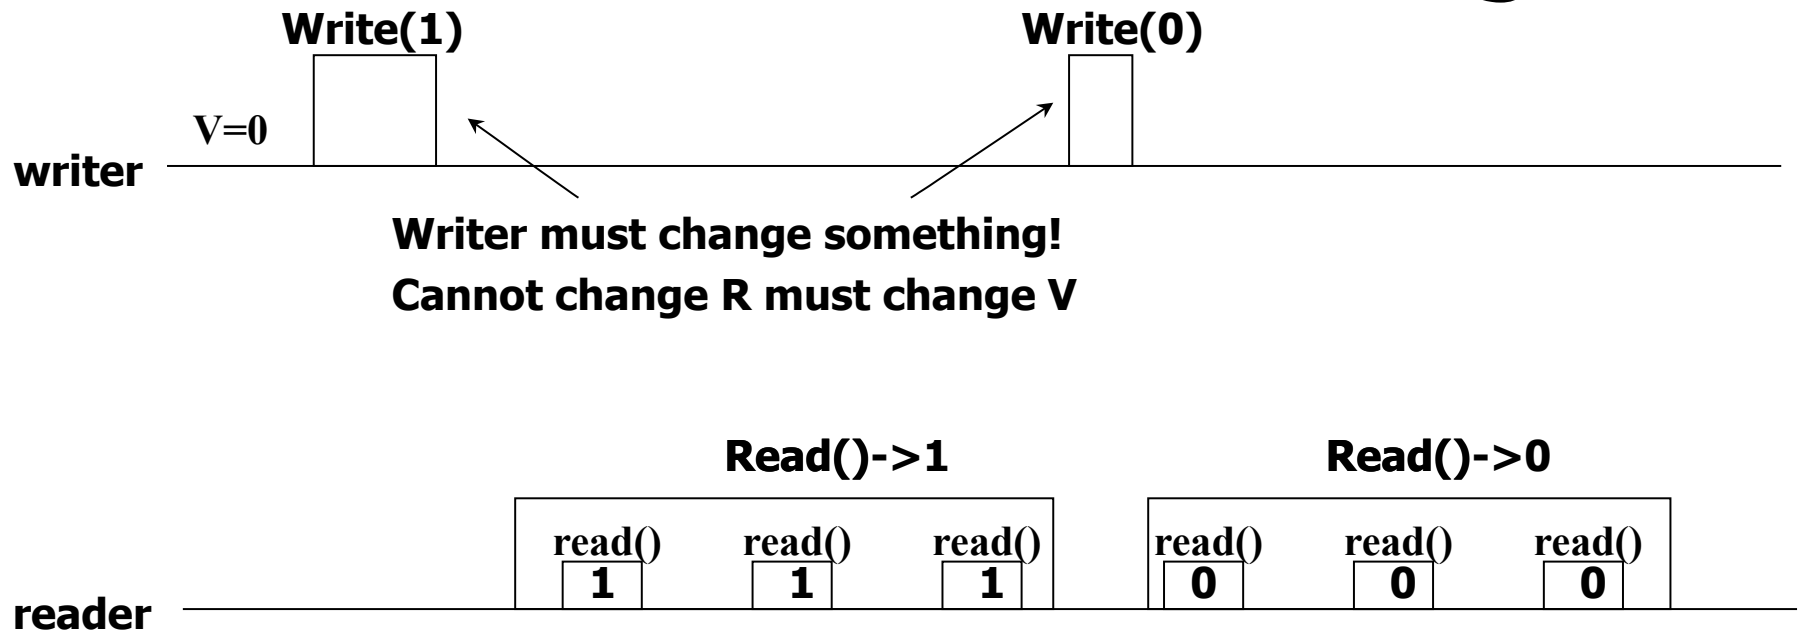 Write(1)
Write(0)
V=0
writer
Writer must change something!
Cannot change R must change V
Read()->1
Read()->0
read()
read()
read()
read()
read()
read()
1
1
1
0
0
0
reader